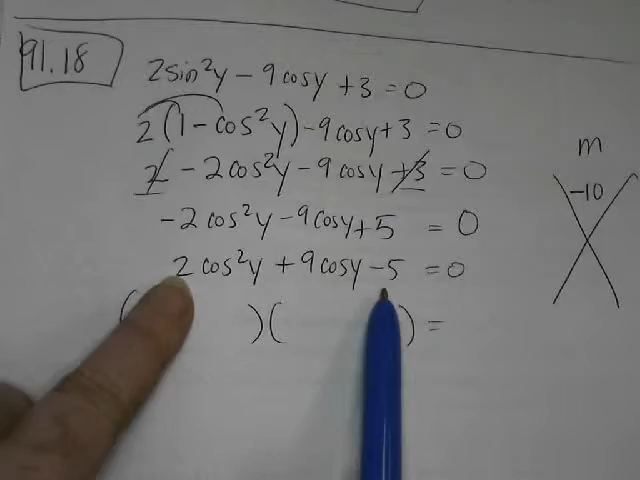 91.18
2sin²y - 9cosy + 3 = 0
2(1 - cos²y) - 9cosy + 3 = 0
2 - 2cos²y - 9cosy + 3 = 0
m
-10
-2cos²y - 9cosy + 5 = 0
2cos²y + 9cosy - 5 = 0
( )( ) =